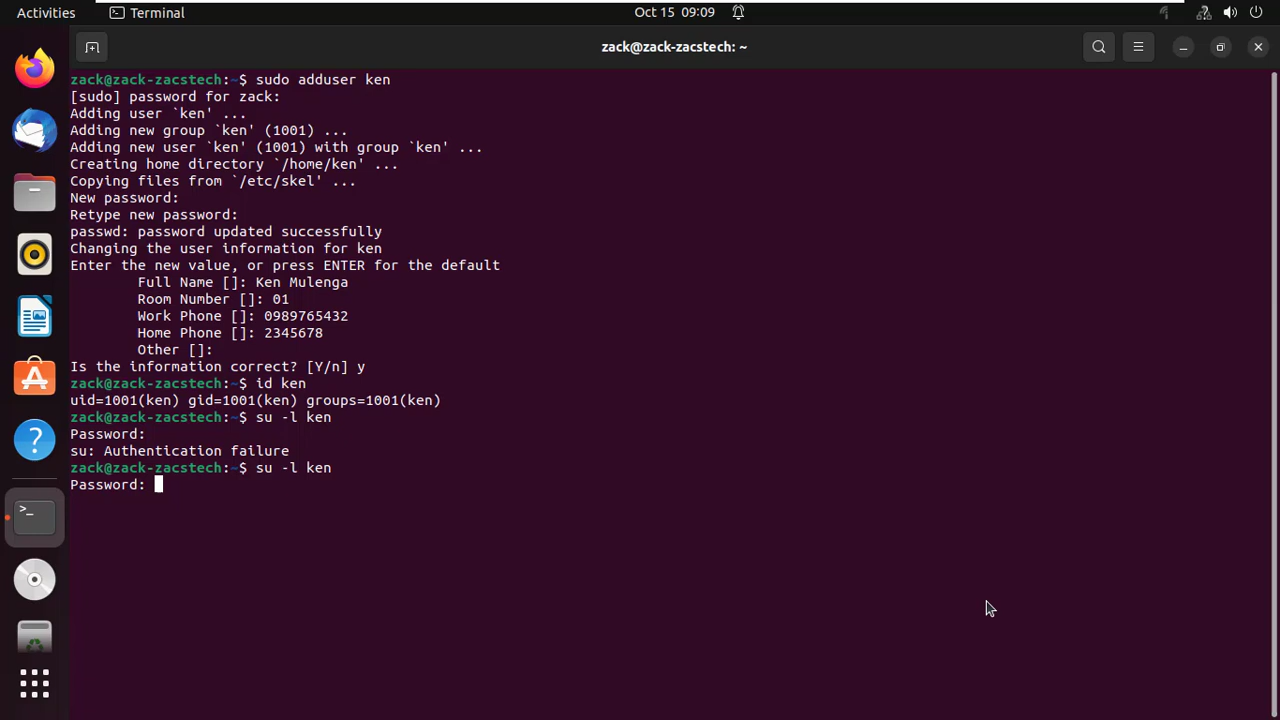 Activities Terminal Oct 15 09:09
zack@zack-zacstech: ~
zack@zack-zacstech:~$ sudo adduser ken
[sudo] password for zack:
Adding user `ken' ...
Adding new group `ken' (1001) ...
Adding new user `ken' (1001) with group `ken' ...
Creating home directory `/home/ken' ...
Copying files from `/etc/skel' ...
New password:
Retype new password:
passwd: password updated successfully
Changing the user information for ken
Enter the new value, or press ENTER for the default
        Full Name []: Ken Mulenga
        Room Number []: 01
        Work Phone []: 0989765432
        Home Phone []: 2345678
        Other []:
Is the information correct? [Y/n] y
zack@zack-zacstech:~$ id ken
uid=1001(ken) gid=1001(ken) groups=1001(ken)
zack@zack-zacstech:~$ su -l ken
Password:
su: Authentication failure
zack@zack-zacstech:~$ su -l ken
Password: